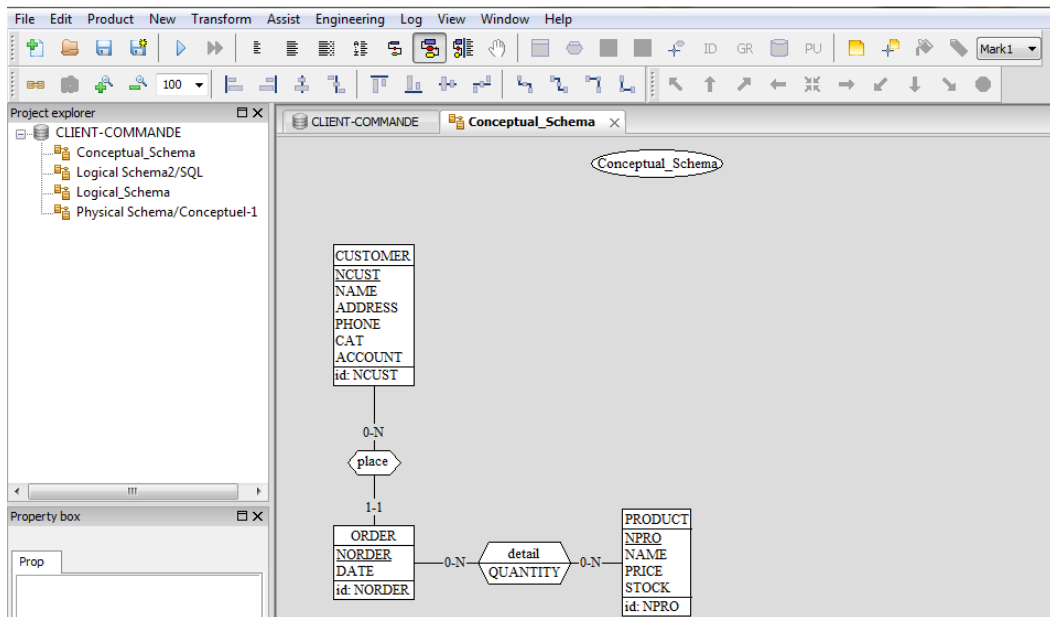 File Edit Product New Transform Assist Engineering Log View Window Help
ID GR PU Mark1
100
Project explorer
CLIENT-COMMANDE
Conceptual_Schema
Logical Schema2/SQL
Logical_Schema
Physical Schema/Conceptuel-1
Property box
Prop
CLIENT-COMMANDE Conceptual_Schema
Conceptual_Schema
CUSTOMER
NCUST
NAME
ADDRESS
PHONE
CAT
ACCOUNT
id: NCUST
0-N
place
1-1
ORDER
NORDER
DATE
id: NORDER
0-N
detail
QUANTITY
0-N
PRODUCT
NPRO
NAME
PRICE
STOCK
id: NPRO